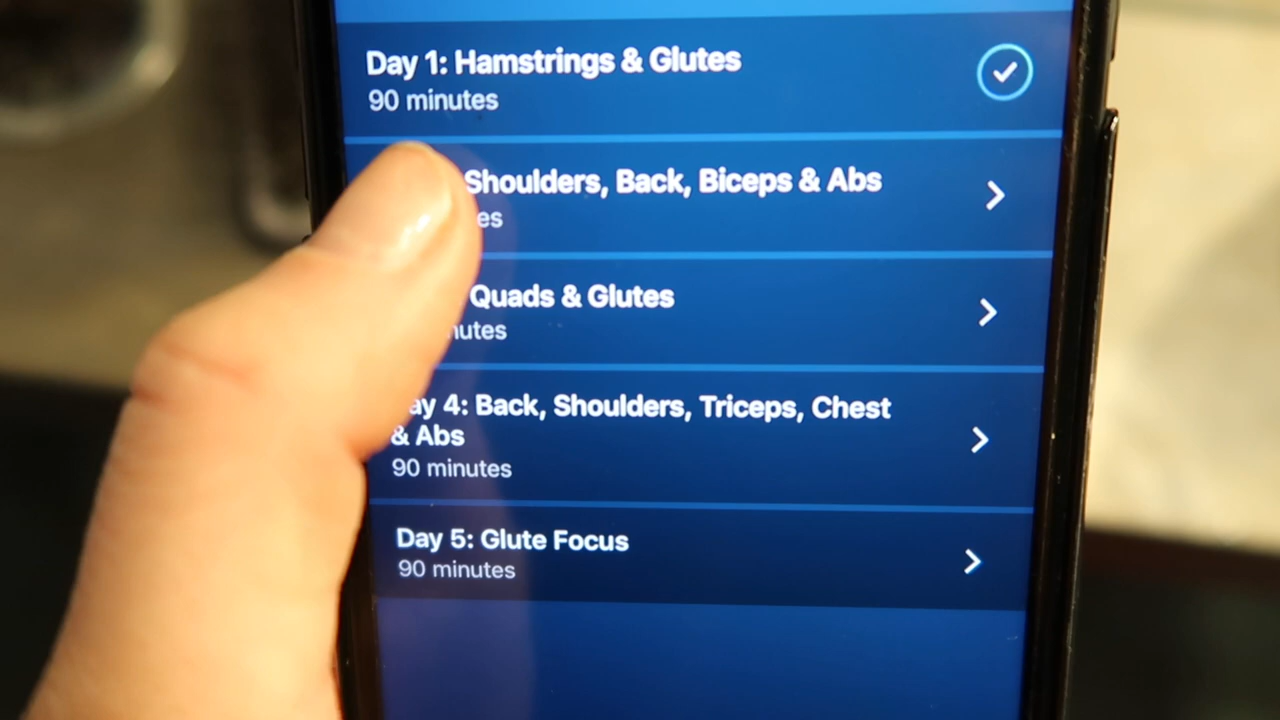 Day 1: Hamstrings & Glutes
90 minutes
Shoulders, Back, Biceps & Abs
Quads & Glutes
4: Back, Shoulders, Triceps, Chest
& Abs
90 minutes
Day 5: Glute Focus
90 minutes